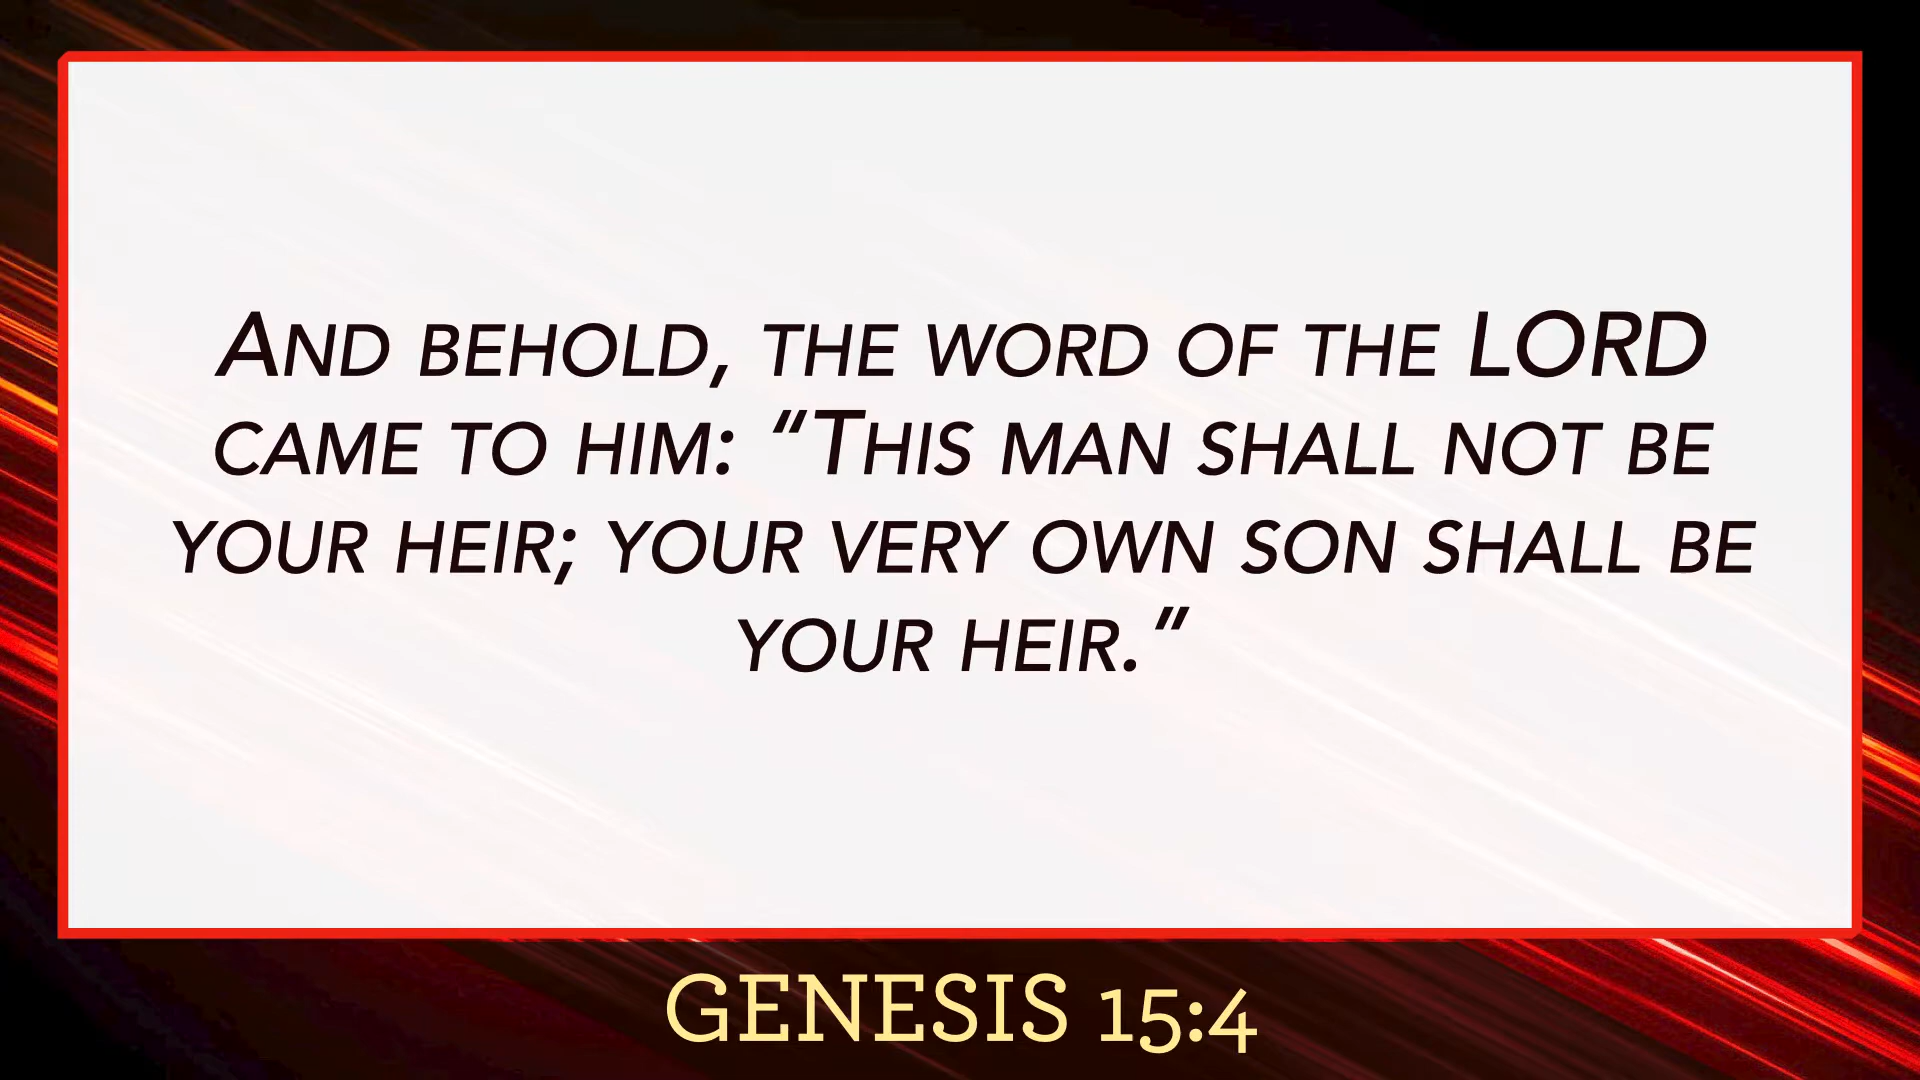 And behold, the word of the LORD
came to him: “This man shall not be
your heir; your very own son shall be
your heir.”
GENESIS 15:4